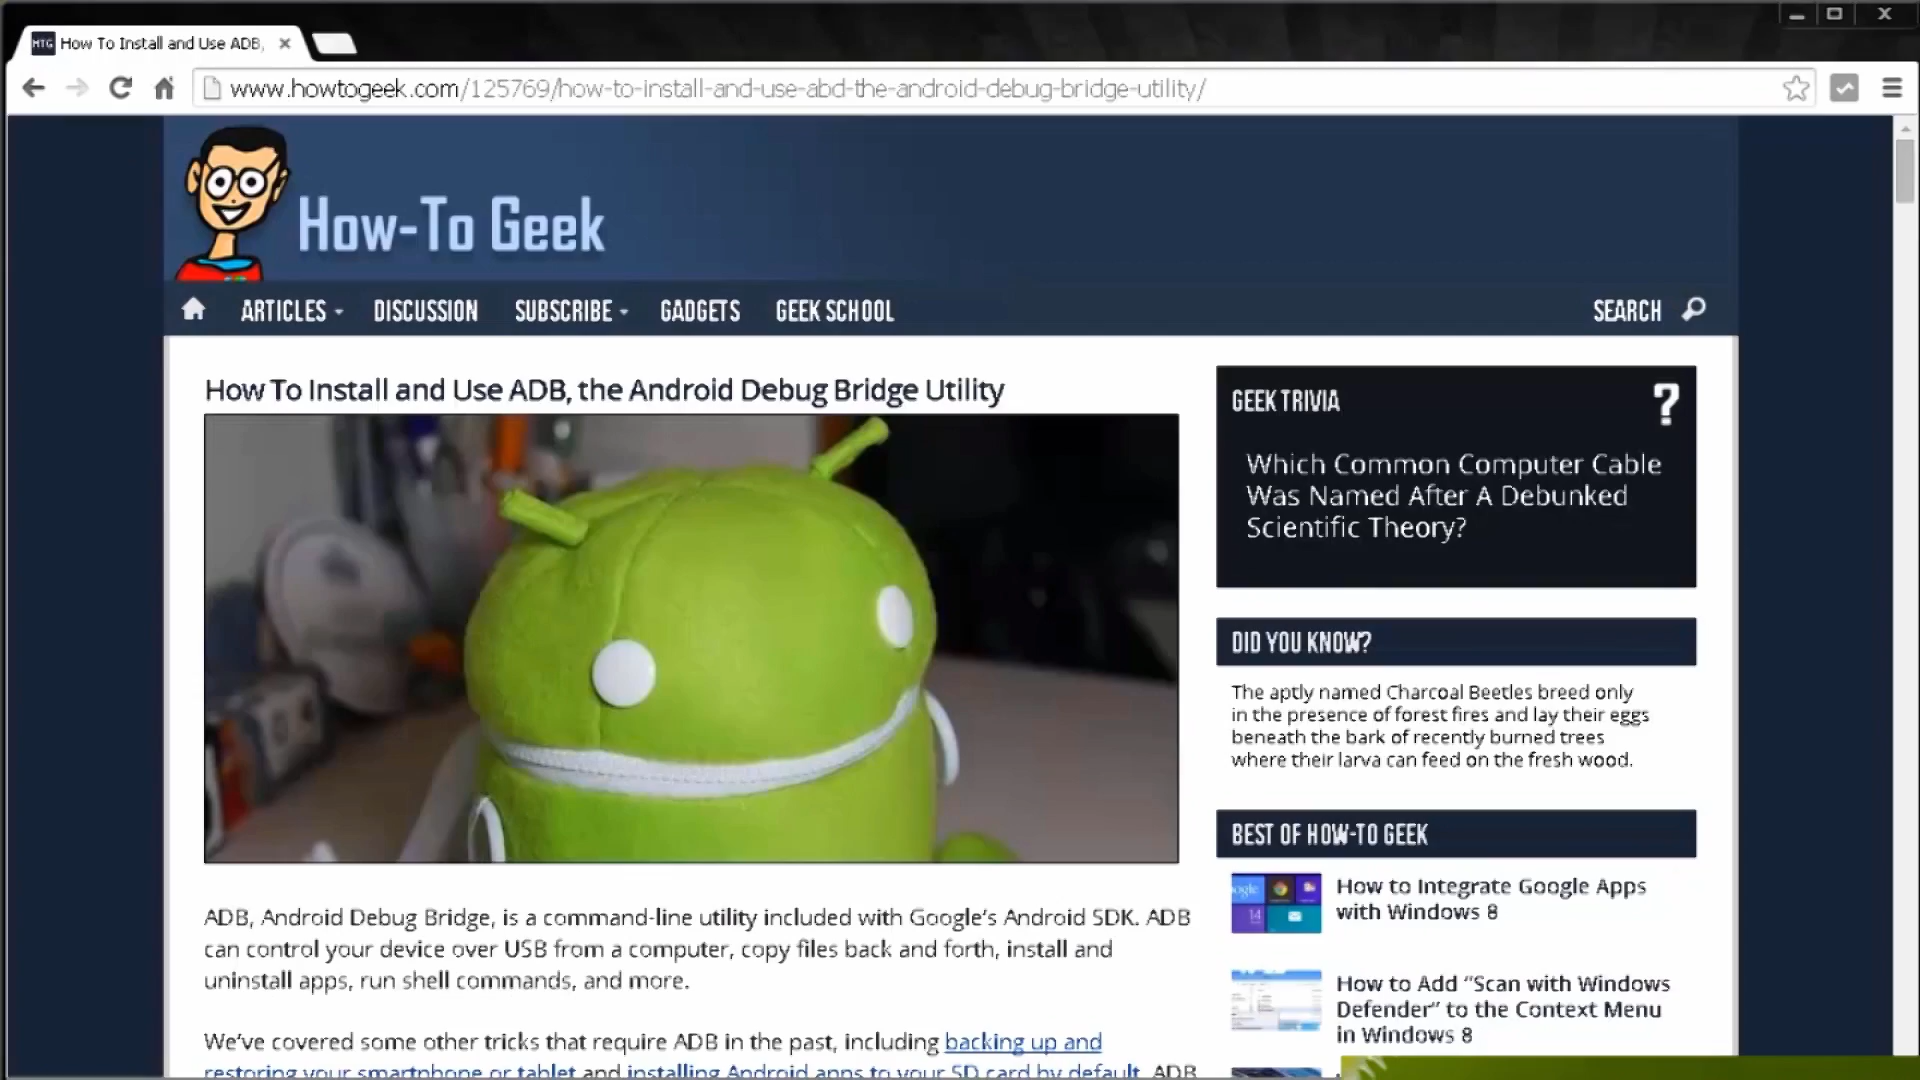 HTG How To Install and Use ADB,
www.howtogeek.com/125769/how-to-install-and-use-abd-the-android-debug-bridge-utility/
How-To Geek
ARTICLES DISCUSSION SUBSCRIBE GADGETS GEEK SCHOOL SEARCH
How To Install and Use ADB, the Android Debug Bridge Utility
ADB, Android Debug Bridge, is a command-line utility included with Google's Android SDK. ADB
can control your device over USB from a computer, copy files back and forth, install and
uninstall apps, run shell commands, and more.
We've covered some other tricks that require ADB in the past, including backing up and
restoring your smartphone or tablet and installing Android apps to your SD card by default. ADB
GEEK TRIVIA ?
Which Common Computer Cable
Was Named After A Debunked
Scientific Theory?
DID YOU KNOW?
The aptly named Charcoal Beetles breed only
in the presence of forest fires and lay their eggs
beneath the bark of recently burned trees
where their larva can feed on the fresh wood.
BEST OF HOW-TO GEEK
How to Integrate Google Apps
with Windows 8
How to Add “Scan with Windows
Defender” to the Context Menu
in Windows 8